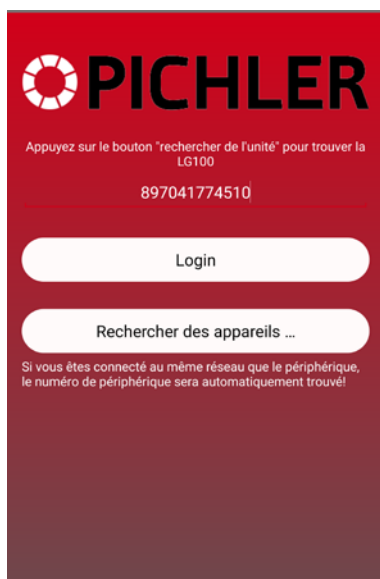 PICHLER
Appuyez sur le bouton "rechercher de l'unité" pour trouver la
LG100
897041774510
Login
Rechercher des appareils ...
Si vous êtes connecté au même réseau que le périphérique,
le numéro de périphérique sera automatiquement trouvé!